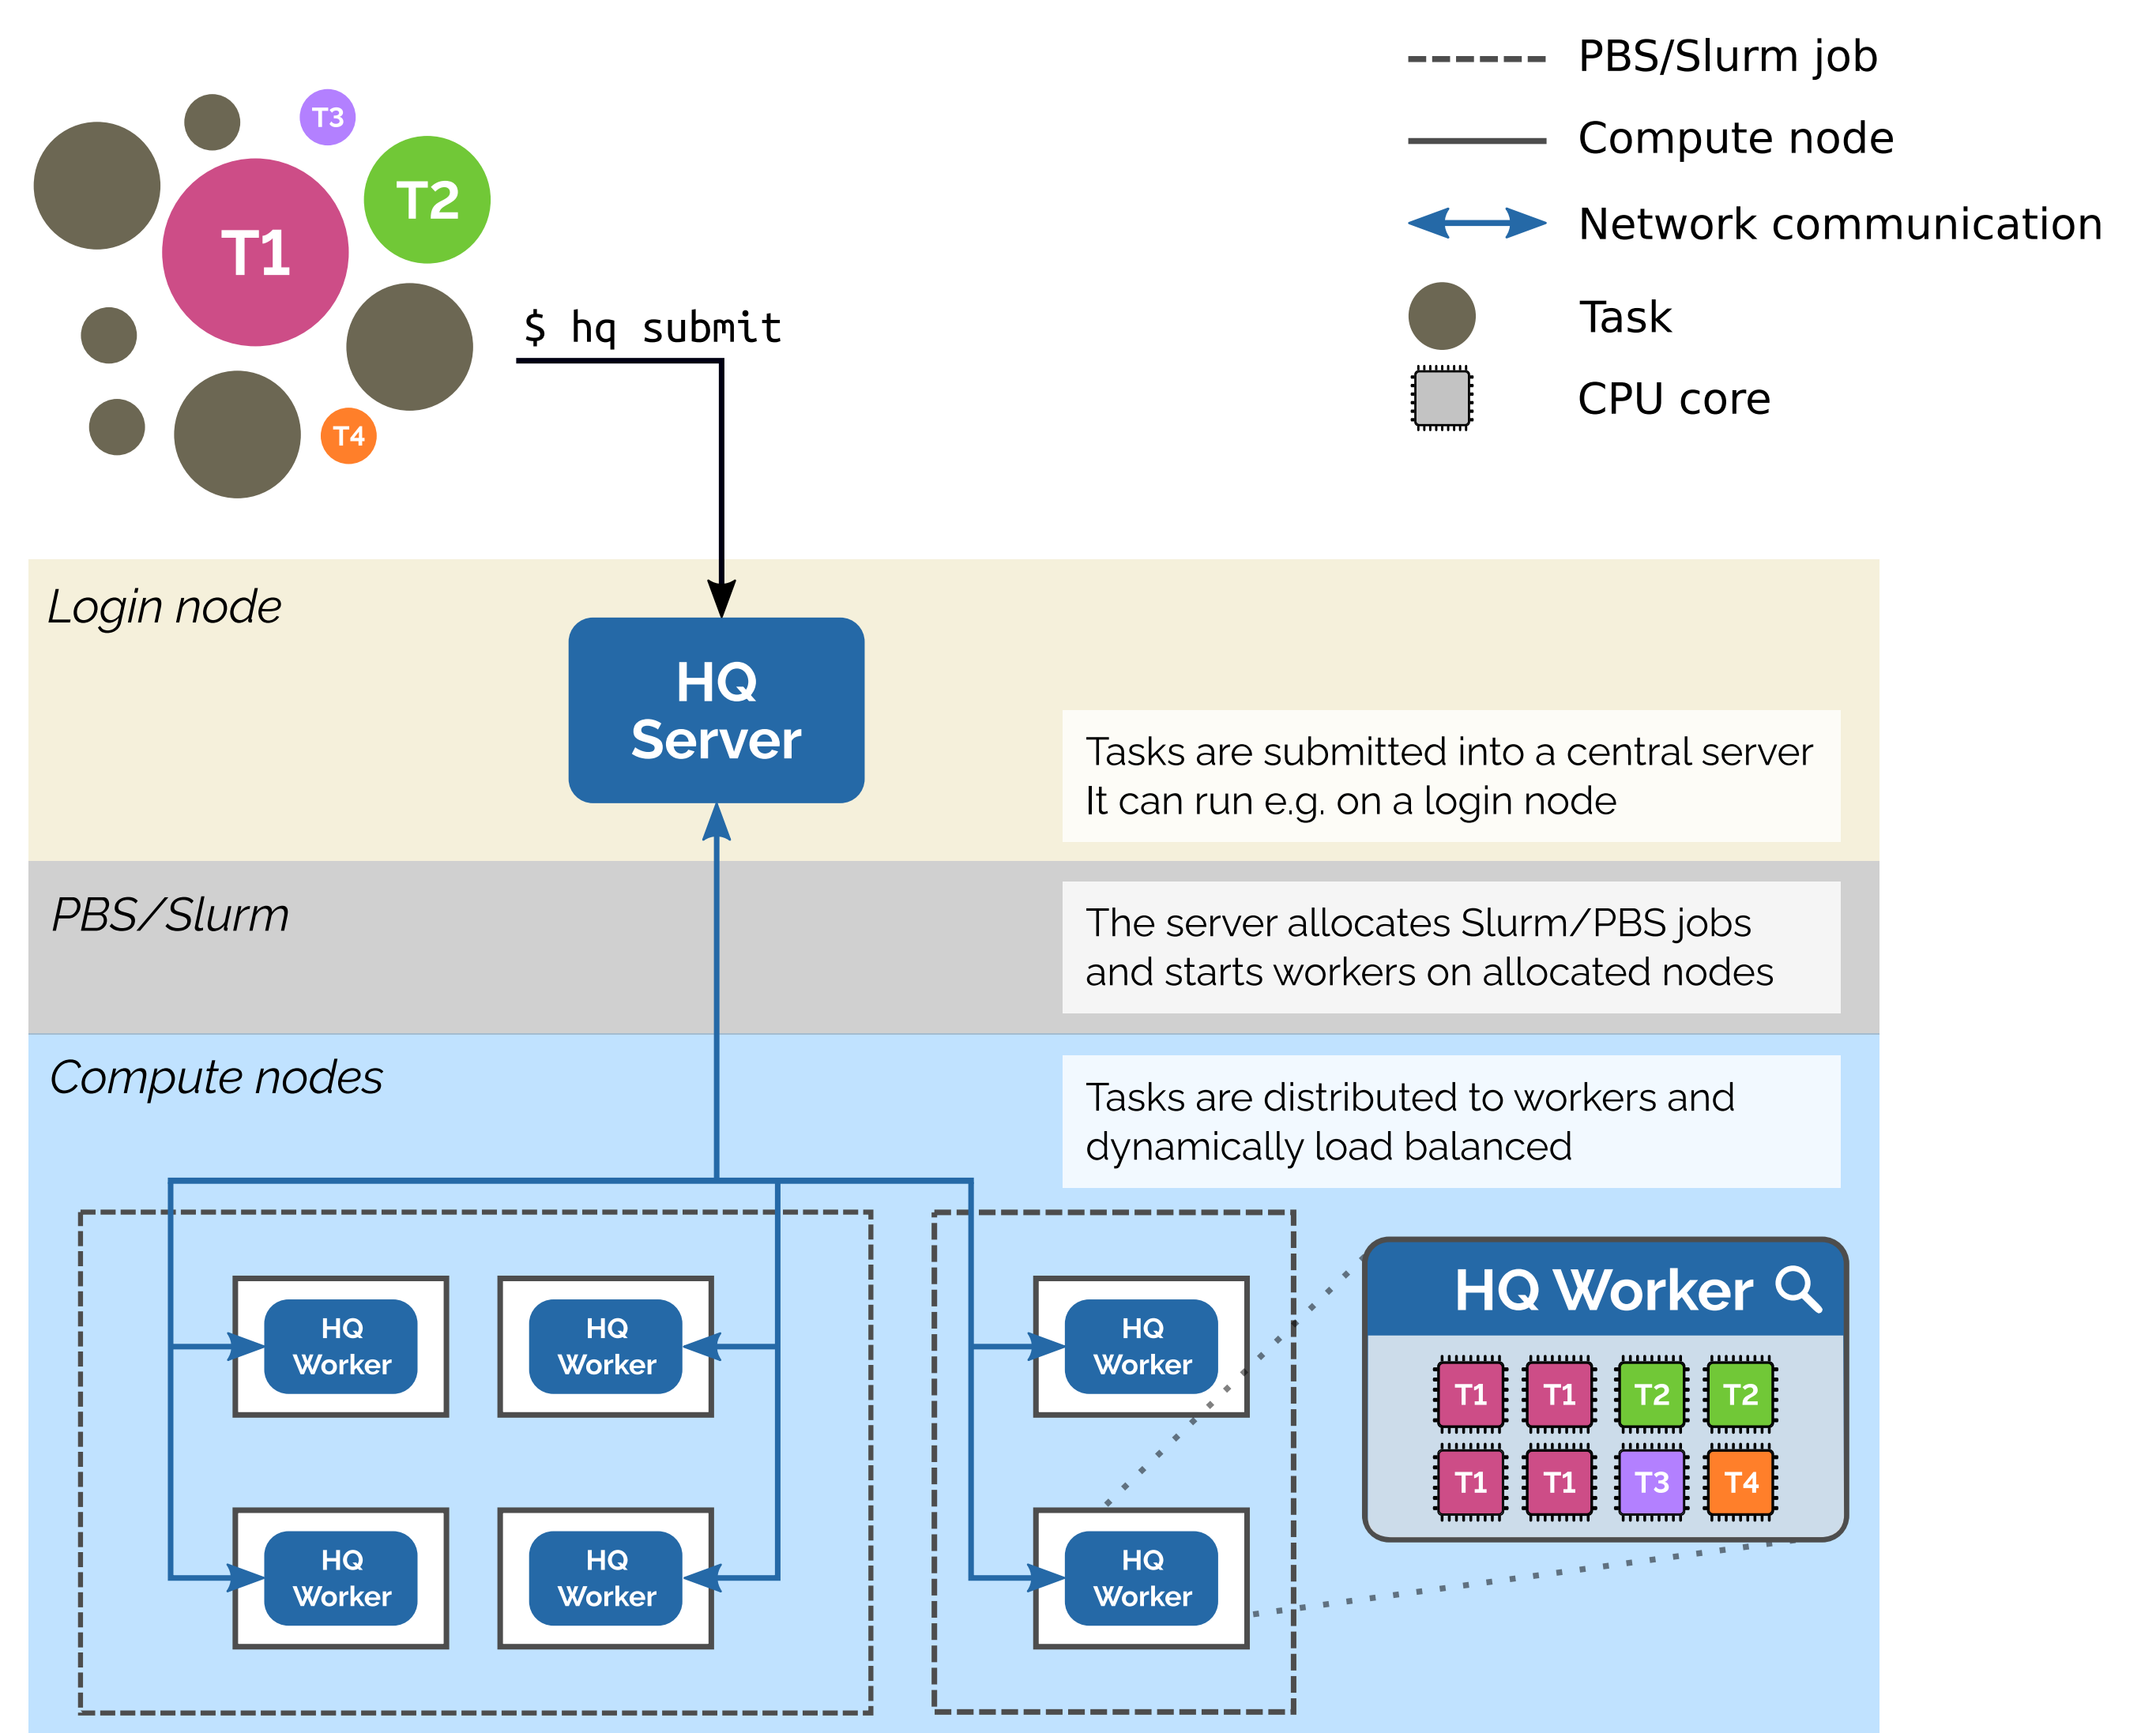 PBS/Slurm job
Compute node
Network communication
Task
CPU core
T3
T2
T1
T4
$ hq submit
Login node
HQ
Server
Tasks are submitted into a central server
It can run e.g. on a login node
PBS/Slurm
The server allocates Slurm/PBS jobs
and starts workers on allocated nodes
Compute nodes
Tasks are distributed to workers and
dynamically load balanced
HQ
Worker
HQ
Worker
HQ
Worker
HQ Worker
T1 T1 T2 T2
T1 T1 T3 T4
HQ
Worker
HQ
Worker
HQ
Worker